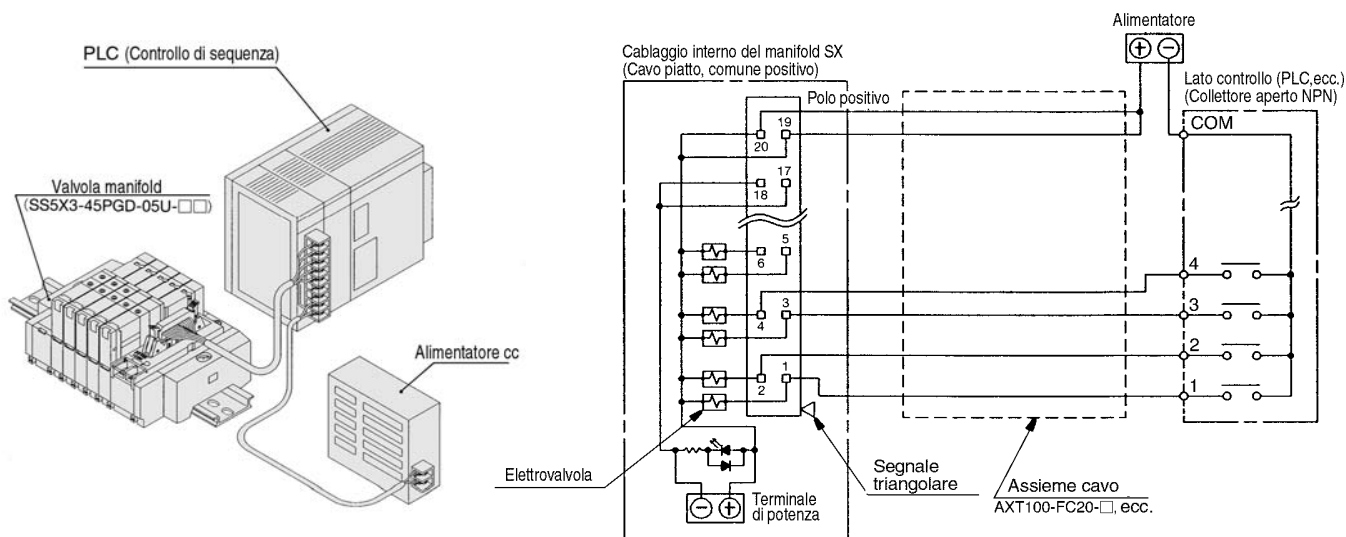 PLC (Controllo di sequenza)
Valvola manifold
(SS5X3-45PGD-05U-□□)
Alimentatore cc
Cablaggio interno del manifold SX
(Cavo piatto, comune positivo)
Alimentatore
+ −
Lato controllo (PLC,ecc.)
(Collettore aperto NPN)
Polo positivo
COM
20 19
18 17
6 5
4 3
2 1
4
3
2
1
Elettrovalvola
− +
Terminale
di potenza
Segnale
triangolare
Assieme cavo
AXT100-FC20-□, ecc.